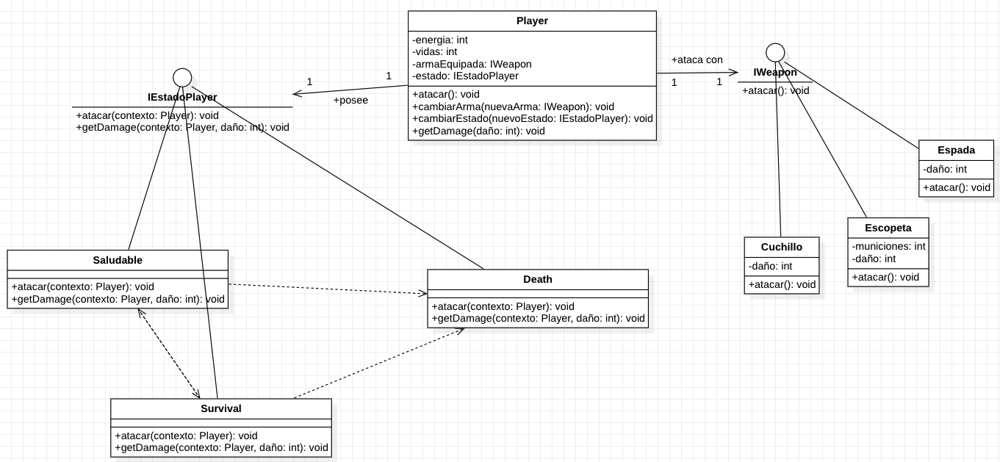 Player
-energia: int
-vidas: int
-armaEquipada: IWeapon
-estado: IEstadoPlayer
+atacar(): void
+cambiarArma(nuevaArma: IWeapon): void
+cambiarEstado(nuevoEstado: IEstadoPlayer): void
+getDamage(daño: int): void
1
1
+posee
+ataca con
1
1
IEstadoPlayer
+atacar(contexto: Player): void
+getDamage(contexto: Player, daño: int): void
IWeapon
+atacar(): void
Espada
-daño: int
+atacar(): void
Escopeta
-municiones: int
-daño: int
+atacar(): void
Cuchillo
-daño: int
+atacar(): void
Saludable
+atacar(contexto: Player): void
+getDamage(contexto: Player, daño: int): void
Death
+atacar(contexto: Player): void
+getDamage(contexto: Player, daño: int): void
Survival
+atacar(contexto: Player): void
+getDamage(contexto: Player, daño: int): void